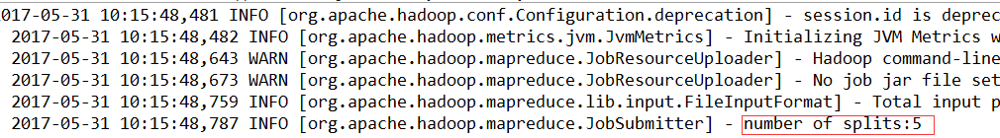 2017-05-31 10:15:48,481 INFO [org.apache.hadoop.conf.Configuration.deprecation] - session.id is deprec
2017-05-31 10:15:48,482 INFO [org.apache.hadoop.metrics.jvm.JvmMetrics] - Initializing JVM Metrics w
2017-05-31 10:15:48,643 WARN [org.apache.hadoop.mapreduce.JobResourceUploader] - Hadoop command-line
2017-05-31 10:15:48,673 WARN [org.apache.hadoop.mapreduce.JobResourceUploader] - No job jar file set
2017-05-31 10:15:48,759 INFO [org.apache.hadoop.mapreduce.lib.input.FileInputFormat] - Total input p
2017-05-31 10:15:48,787 INFO [org.apache.hadoop.mapreduce.JobSubmitter] - number of splits:5